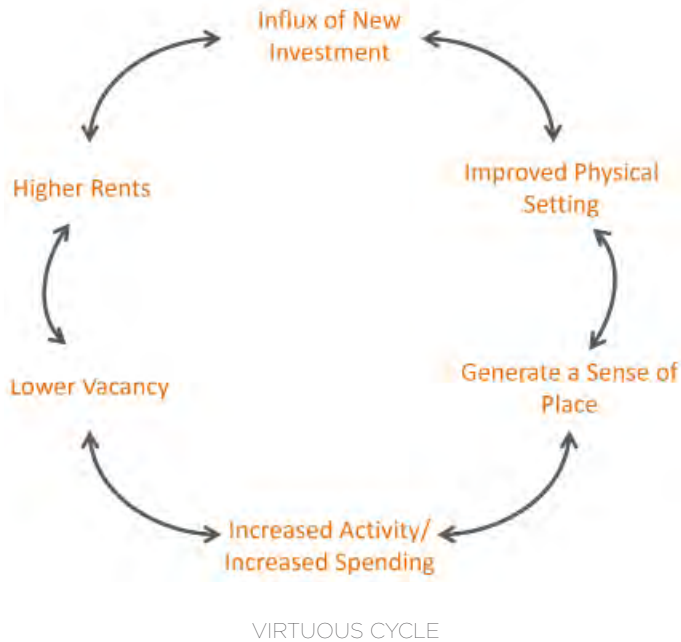 Influx of New
Investment
Higher Rents
Improved Physical
Setting
Lower Vacancy
Generate a Sense of
Place
Increased Activity/
Increased Spending
VIRTUOUS CYCLE